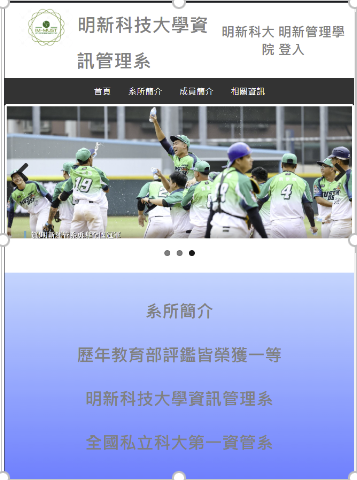 明新科技大學資
訊管理系
明新科大 明新管理學
院 登入
首頁 系所簡介 成員簡介 相關資訊
系所簡介
歷年教育部評鑑皆榮獲一等
明新科技大學資訊管理系
全國私立科大第一資管系